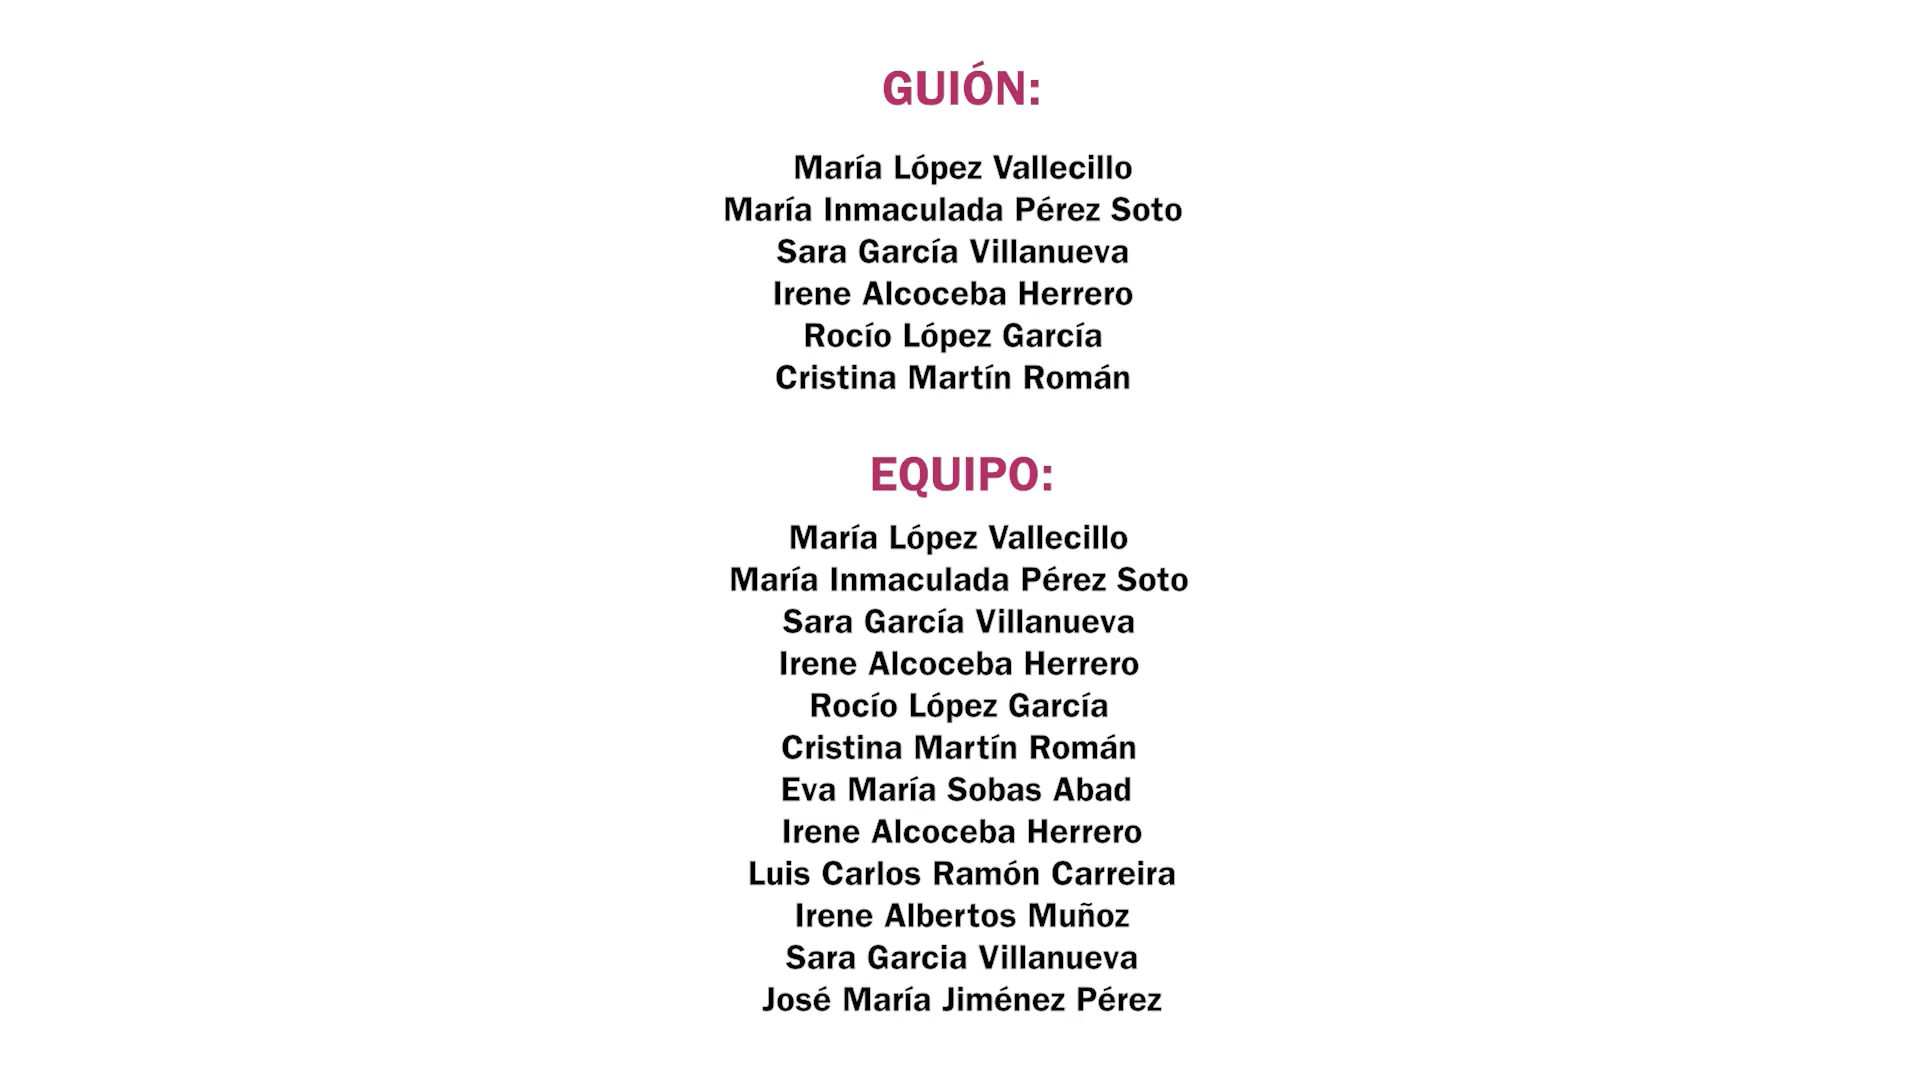 GUIÓN:
María López Vallecillo
María Inmaculada Pérez Soto
Sara García Villanueva
Irene Alcoceba Herrero
Rocío López García
Cristina Martín Román
EQUIPO:
María López Vallecillo
María Inmaculada Pérez Soto
Sara García Villanueva
Irene Alcoceba Herrero
Rocío López García
Cristina Martín Román
Eva María Sobas Abad
Irene Alcoceba Herrero
Luis Carlos Ramón Carreira
Irene Albertos Muñoz
Sara Garcia Villanueva
José María Jiménez Pérez